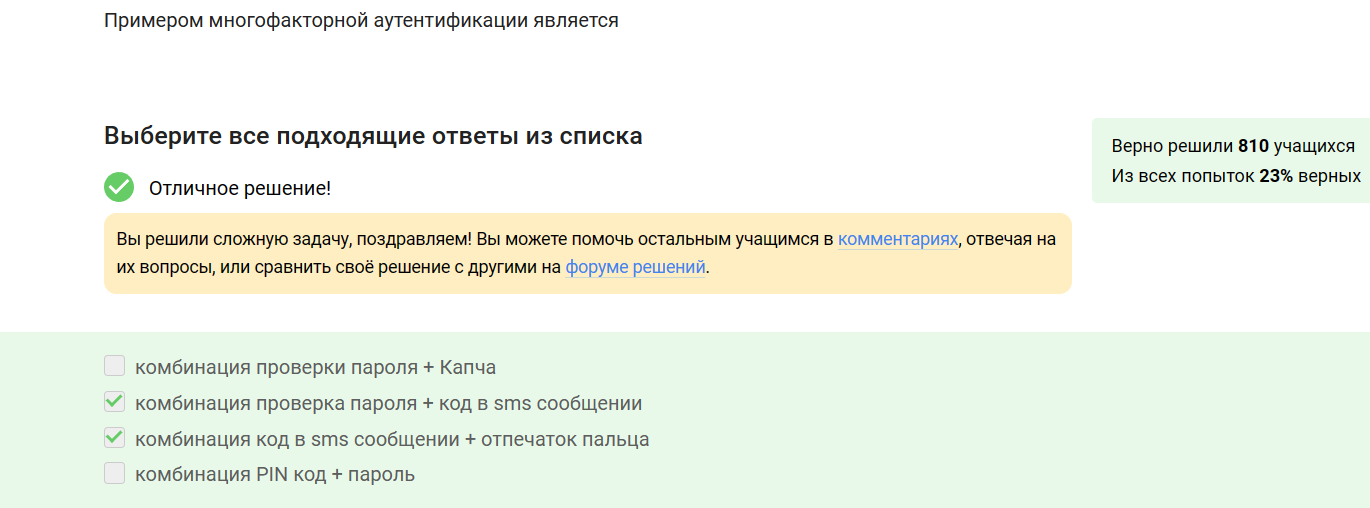 Примером многофакторной аутентификации является
Выберите все подходящие ответы из списка
Верно решили 810 учащихся
Из всех попыток 23% верных
Отличное решение!
Вы решили сложную задачу, поздравляем! Вы можете помочь остальным учащимся в комментариях, отвечая на
их вопросы, или сравнить своё решение с другими на форуме решений.
комбинация проверки пароля + Капча
комбинация проверка пароля + код в sms сообщении
комбинация код в sms сообщении + отпечаток пальца
комбинация PIN код + пароль